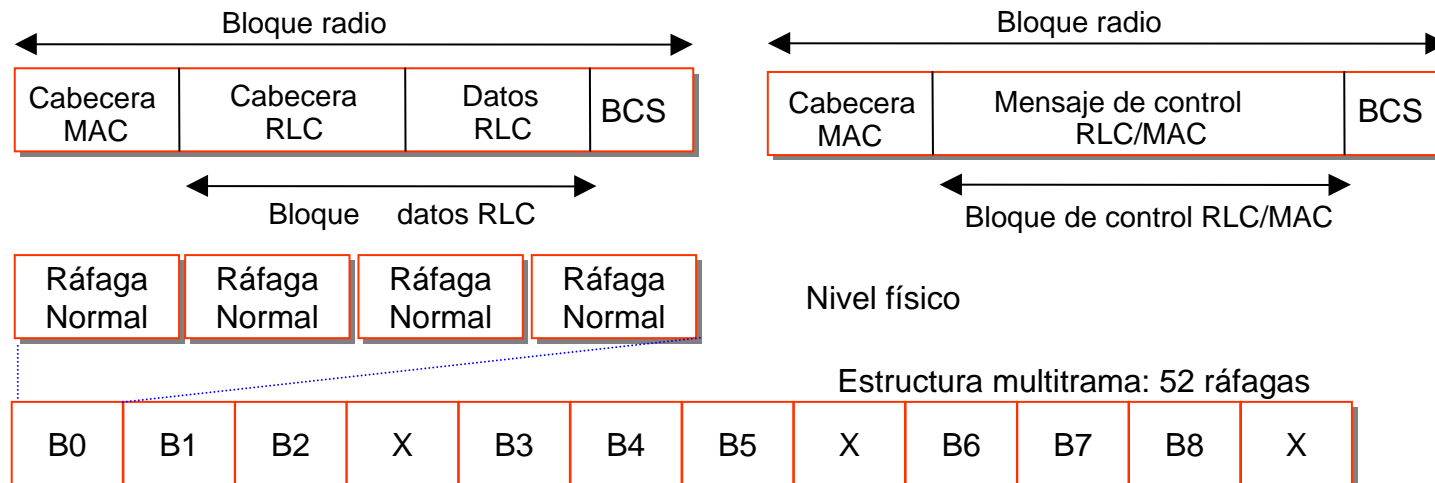 Bloque radio
Bloque radio
Cabecera MAC
Cabecera RLC
Datos RLC
BCS
Cabecera MAC
Mensaje de control RLC/MAC
BCS
Bloque datos RLC
Bloque de control RLC/MAC
Ráfaga Normal
Ráfaga Normal
Ráfaga Normal
Ráfaga Normal
Nivel físico
Estructura multitrama: 52 ráfagas
B0 B1 B2 X B3 B4 B5 X B6 B7 B8 X